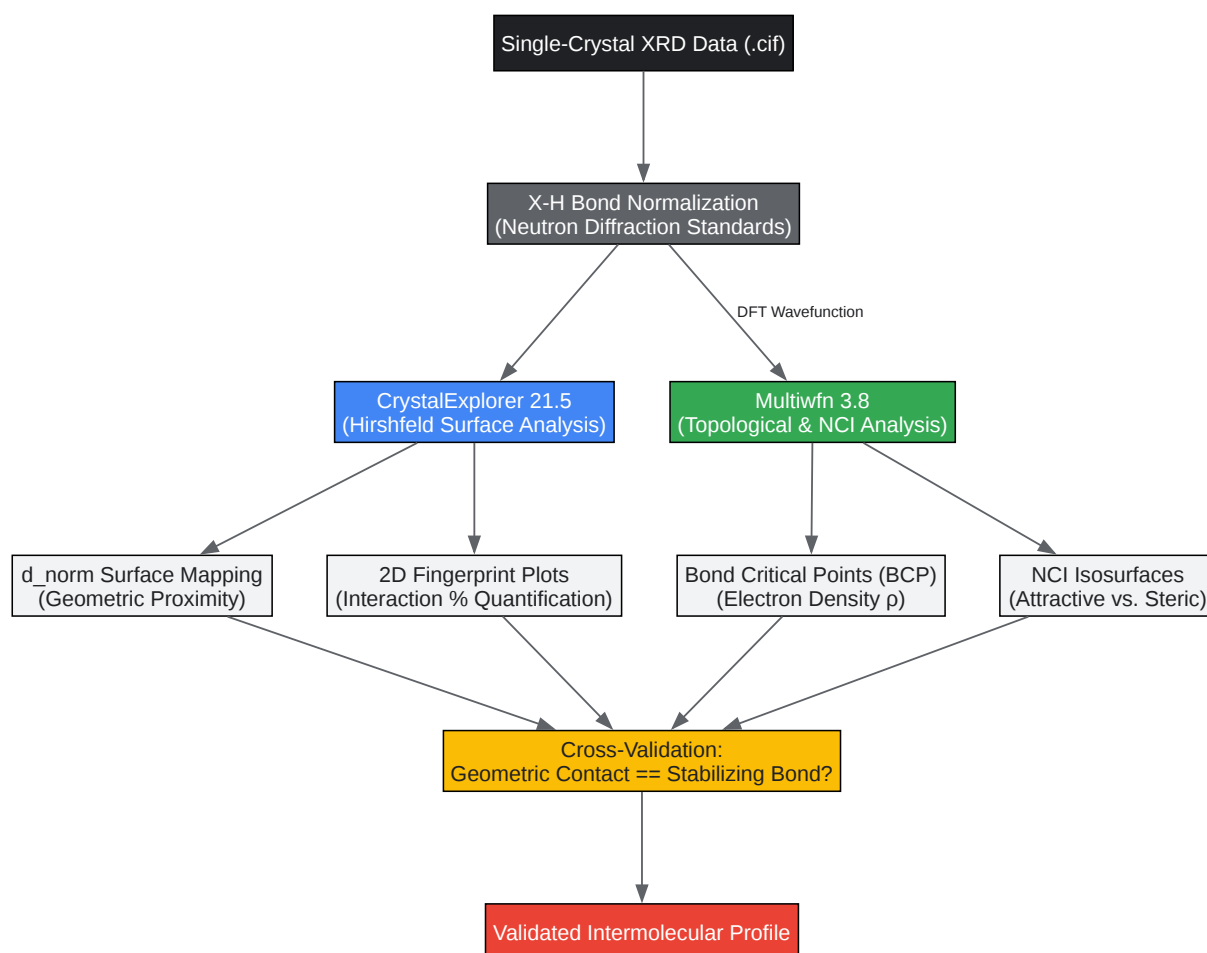 Single-Crystal XRD Data (.cif)
X-H Bond Normalization
(Neutron Diffraction Standards)
DFT Wavefunction
CrystalExplorer 21.5
(Hirshfeld Surface Analysis)
Multiwfn 3.8
(Topological & NCI Analysis)
d_norm Surface Mapping
(Geometric Proximity)
2D Fingerprint Plots
(Interaction % Quantification)
Bond Critical Points (BCP)
(Electron Density ρ)
NCI Isosurfaces
(Attractive vs. Steric)
Cross-Validation:
Geometric Contact == Stabilizing Bond?
Validated Intermolecular Profile